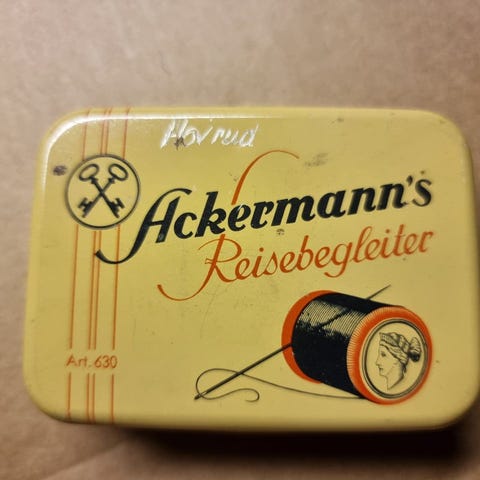 Hovrud
Ackermann's
Reisebegleiter
Art. 630